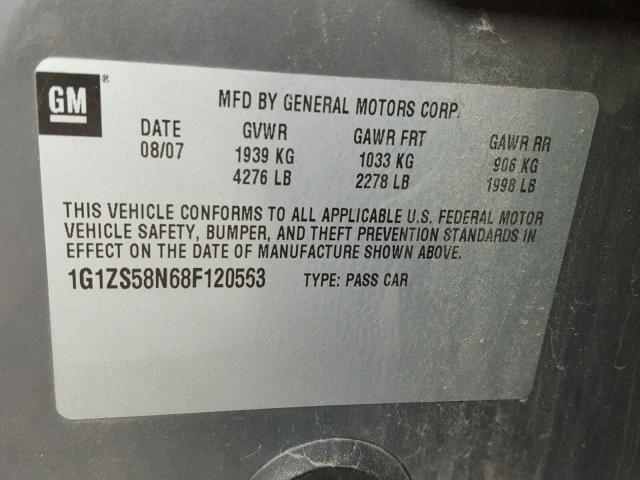 GM ®
MFD BY GENERAL MOTORS CORP.
DATE GVWR GAWR FRT GAWR RR
08/07 1939 KG 1033 KG 906 KG
4276 LB 2278 LB 1998 LB
THIS VEHICLE CONFORMS TO ALL APPLICABLE U.S. FEDERAL MOTOR
VEHICLE SAFETY, BUMPER, AND THEFT PREVENTION STANDARDS IN
EFFECT ON THE DATE OF MANUFACTURE SHOWN ABOVE.
1G1ZS58N68F120553 TYPE: PASS CAR